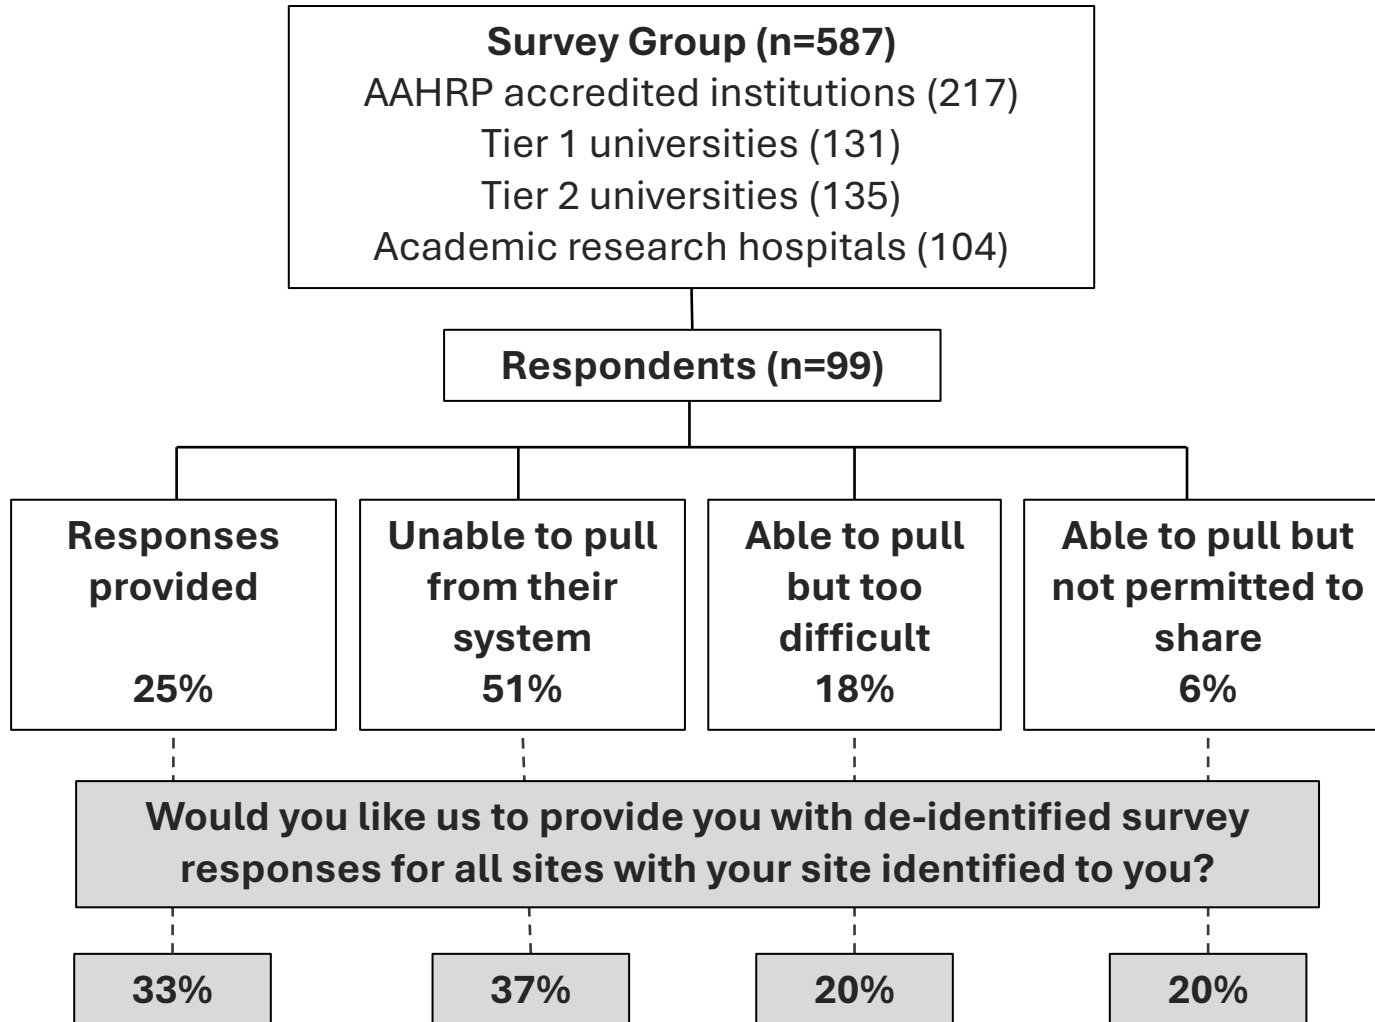 Survey Group (n=587)
AAHRP accredited institutions (217)
Tier 1 universities (131)
Tier 2 universities (135)
Academic research hospitals (104)
Respondents (n=99)
Responses
provided
25%
Unable to pull
from their
system
51%
Able to pull
but too
difficult
18%
Able to pull but
not permitted to
share
6%
Would you like us to provide you with de-identified survey
responses for all sites with your site identified to you?
33%
37%
20%
20%